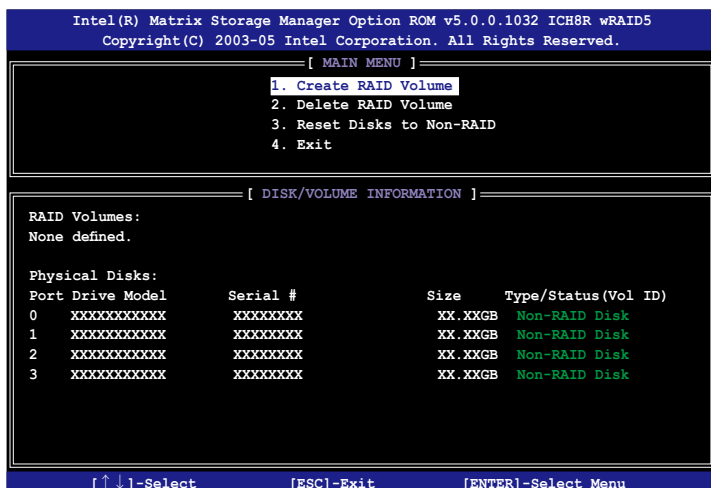 Intel(R) Matrix Storage Manager Option ROM v5.0.0.1032 ICH8R wRAID5
Copyright(C) 2003-05 Intel Corporation. All Rights Reserved.
[ MAIN MENU ]
1. Create RAID Volume
2. Delete RAID Volume
3. Reset Disks to Non-RAID
4. Exit
[ DISK/VOLUME INFORMATION ]
RAID Volumes:
None defined.
Physical Disks:
Port Drive Model Serial # Size Type/Status(Vol ID)
0 XXXXXXXXXXX XXXXXXXX XX.XXGB Non-RAID Disk
1 XXXXXXXXXXX XXXXXXXX XX.XXGB Non-RAID Disk
2 XXXXXXXXXXX XXXXXXXX XX.XXGB Non-RAID Disk
3 XXXXXXXXXXX XXXXXXXX XX.XXGB Non-RAID Disk
[↑↓]-Select [ESC]-Exit [ENTER]-Select Menu